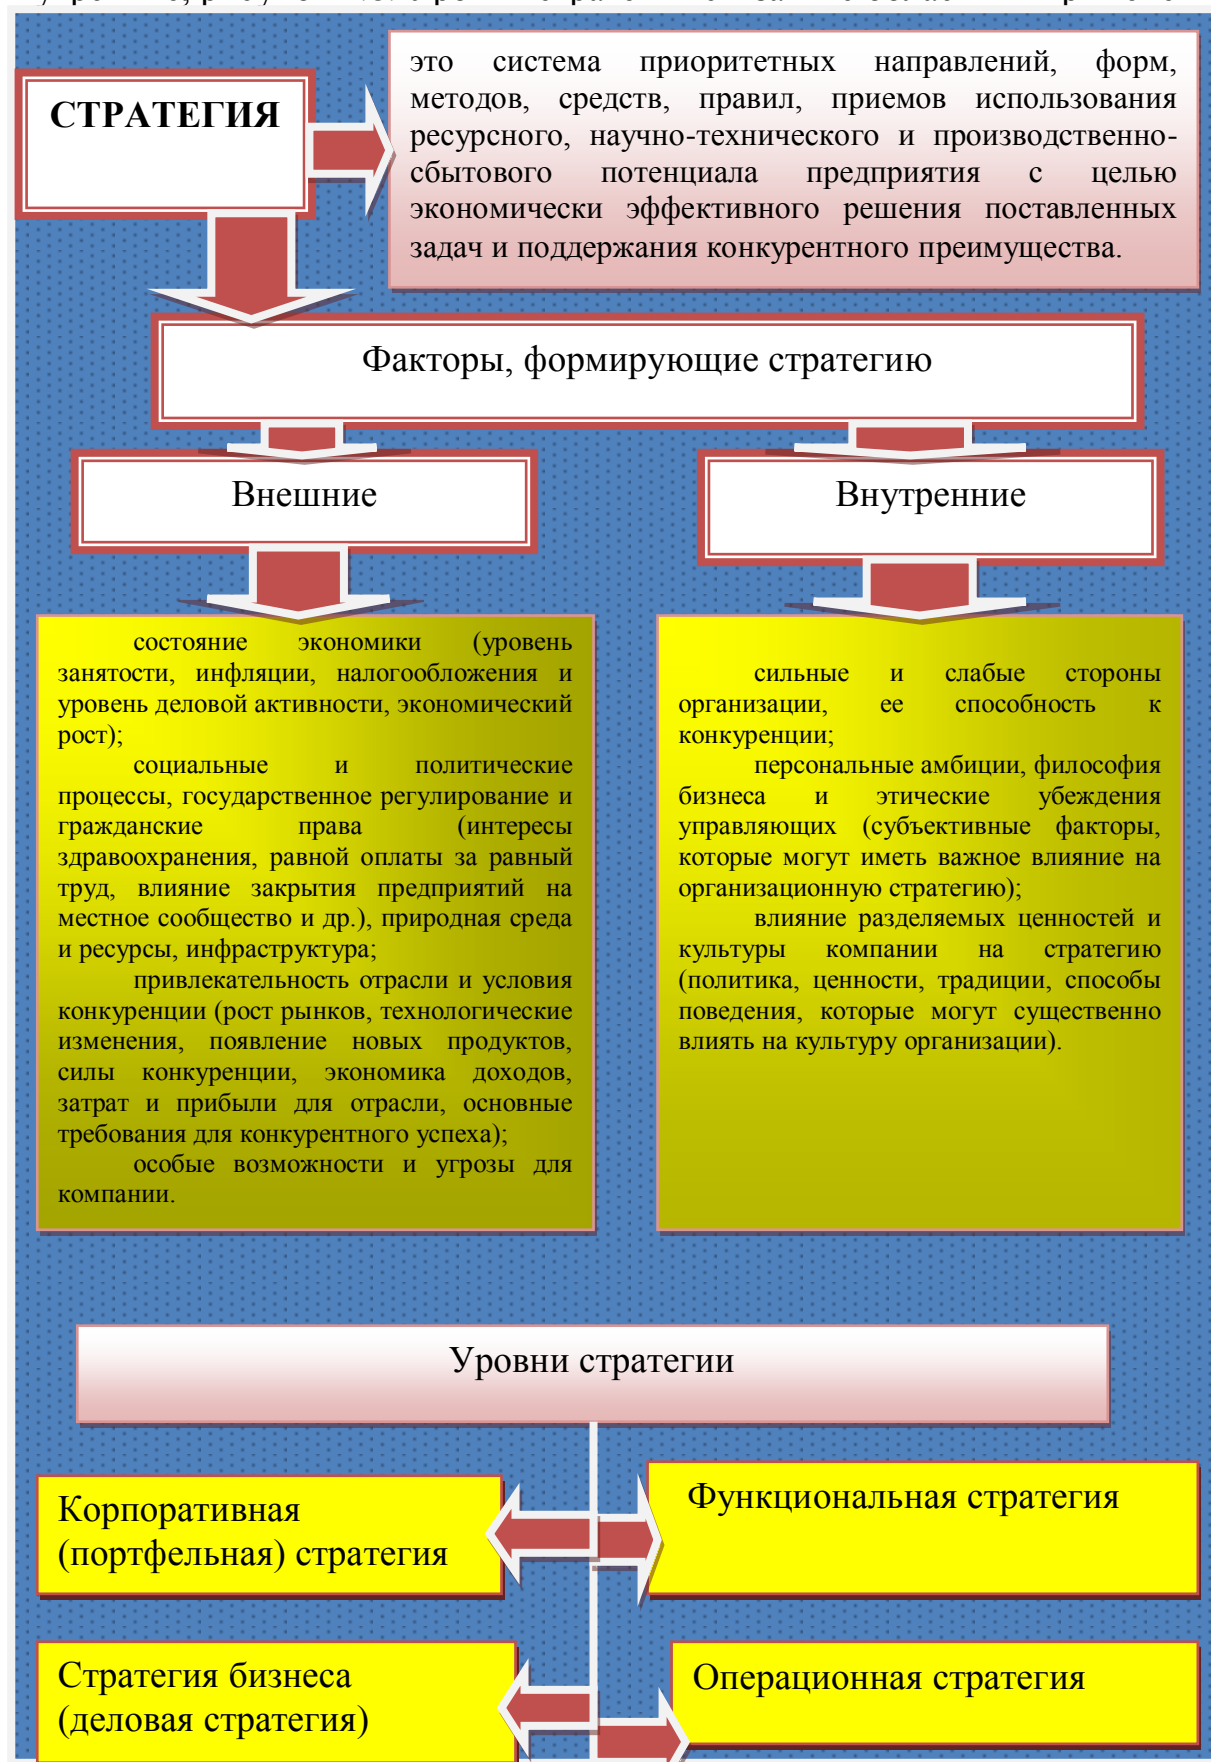 СТРАТЕГИЯ
это система приоритетных направлений, форм,
методов, средств, правил, приемов использования
ресурсного, научно-технического и производственно-
сбытового потенциала предприятия с целью
экономически эффективного решения поставленных
задач и поддержания конкурентного преимущества.
Факторы, формирующие стратегию
Внешние
Внутренние
состояние экономики (уровень
занятости, инфляции, налогообложения и
уровень деловой активности, экономический
рост);
социальные и политические
процессы, государственное регулирование и
гражданские права (интересы
здравоохранения, равной оплаты за равный
труд, влияние закрытия предприятий на
местное сообщество и др.), природная среда
и ресурсы, инфраструктура;
привлекательность отрасли и условия
конкуренции (рост рынков, технологические
изменения, появление новых продуктов,
силы конкуренции, экономика доходов,
затрат и прибыли для отрасли, основные
требования для конкурентного успеха);
особые возможности и угрозы для
компании.
сильные и слабые стороны
организации, ее способность к
конкуренции;
персональные амбиции, философия
бизнеса и этические убеждения
управляющих (субъективные факторы,
которые могут иметь важное влияние на
организационную стратегию);
влияние разделяемых ценностей и
культуры компании на стратегию
(политика, ценности, традиции, способы
поведения, которые могут существенно
влиять на культуру организации).
Уровни стратегии
Корпоративная
(портфельная) стратегия
Функциональная стратегия
Стратегия бизнеса
(деловая стратегия)
Операционная стратегия